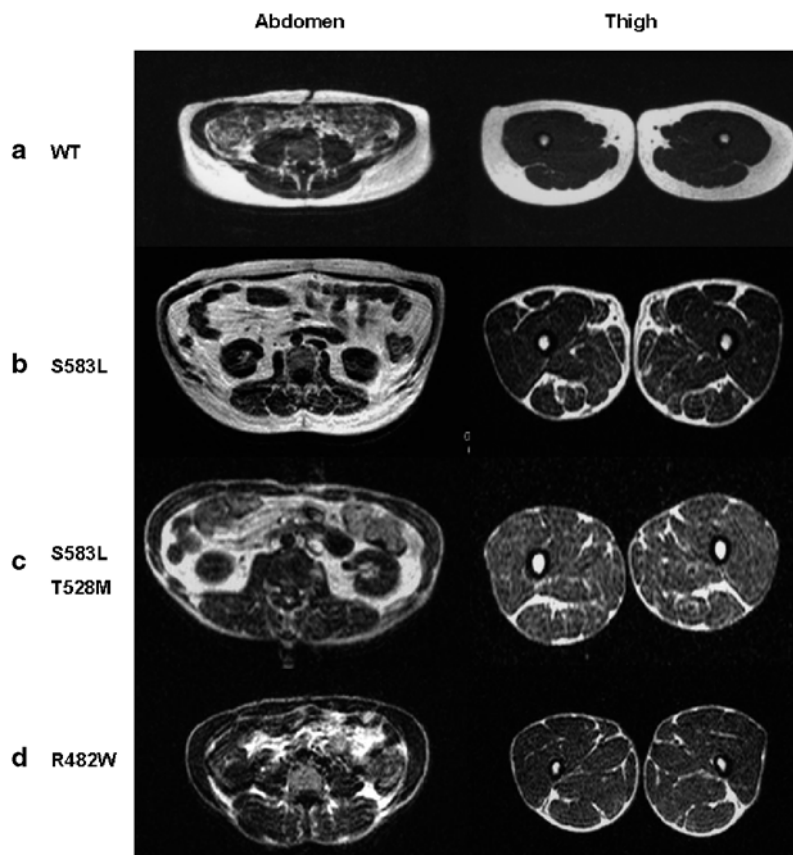 Abdomen Thigh
a WT
b S583L
c S583L
T528M
d R482W